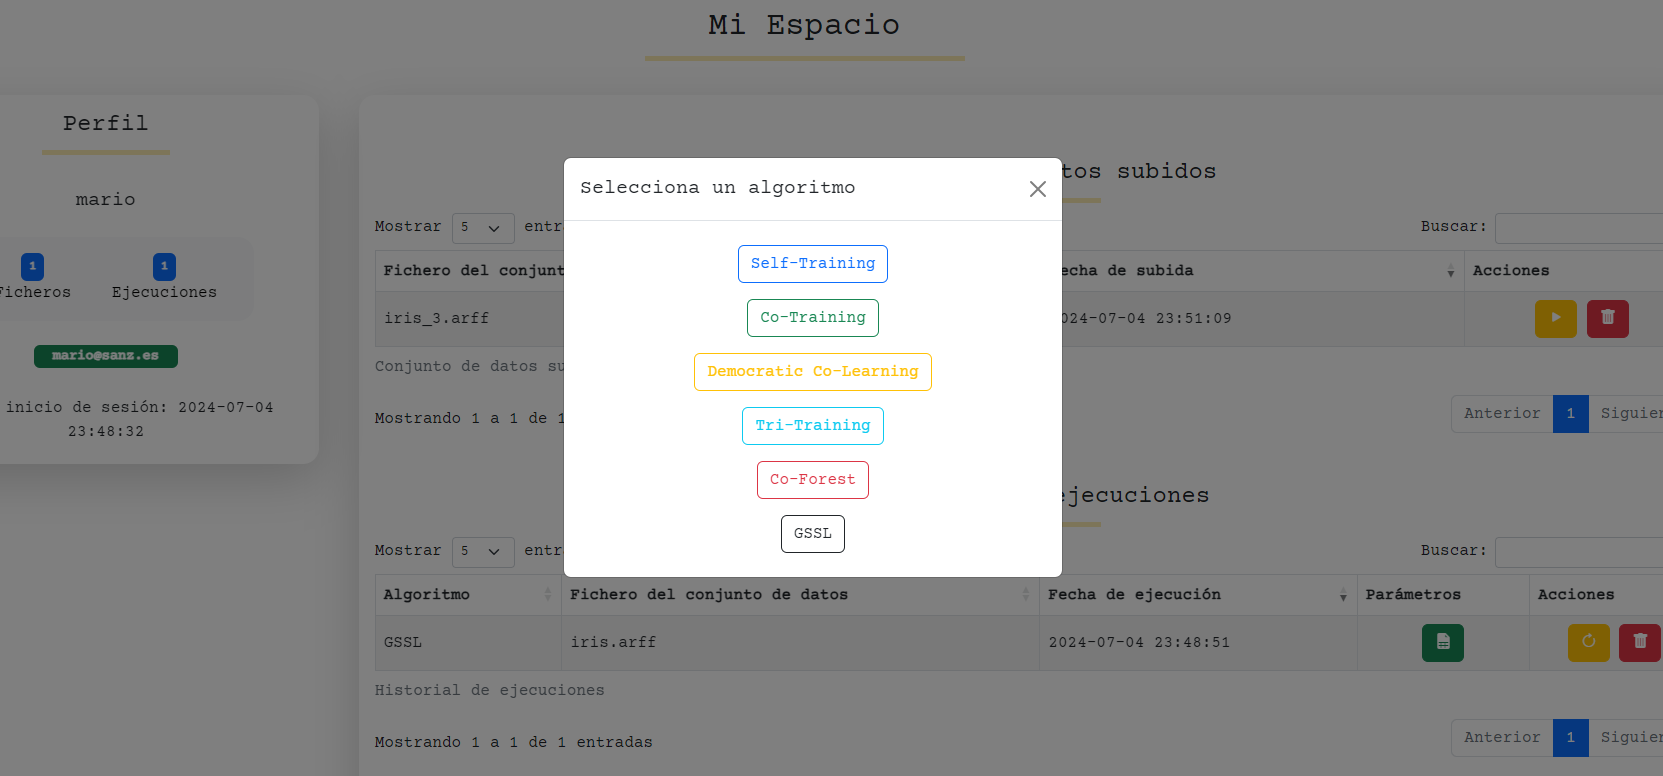 Mi Espacio
Perfil
mario
1 1
Ficheros Ejecuciones
mario@sanz.es
inicio de sesión: 2024-07-04
23:48:32
tos subidos
Mostrar 5 entr
Buscar:
Fichero del conjunt echa de subida Acciones
iris_3.arff 024-07-04 23:51:09
Conjunto de datos su
Mostrando 1 a 1 de 1
Anterior 1 Siguien
Selecciona un algoritmo
Self-Training
Co-Training
Democratic Co-Learning
Tri-Training
Co-Forest
GSSL
ejecuciones
Mostrar 5 entr
Buscar:
Algoritmo Fichero del conjunto de datos Fecha de ejecución Parámetros Acciones
GSSL iris.arff 2024-07-04 23:48:51
Historial de ejecuciones
Mostrando 1 a 1 de 1 entradas
Anterior 1 Siguien